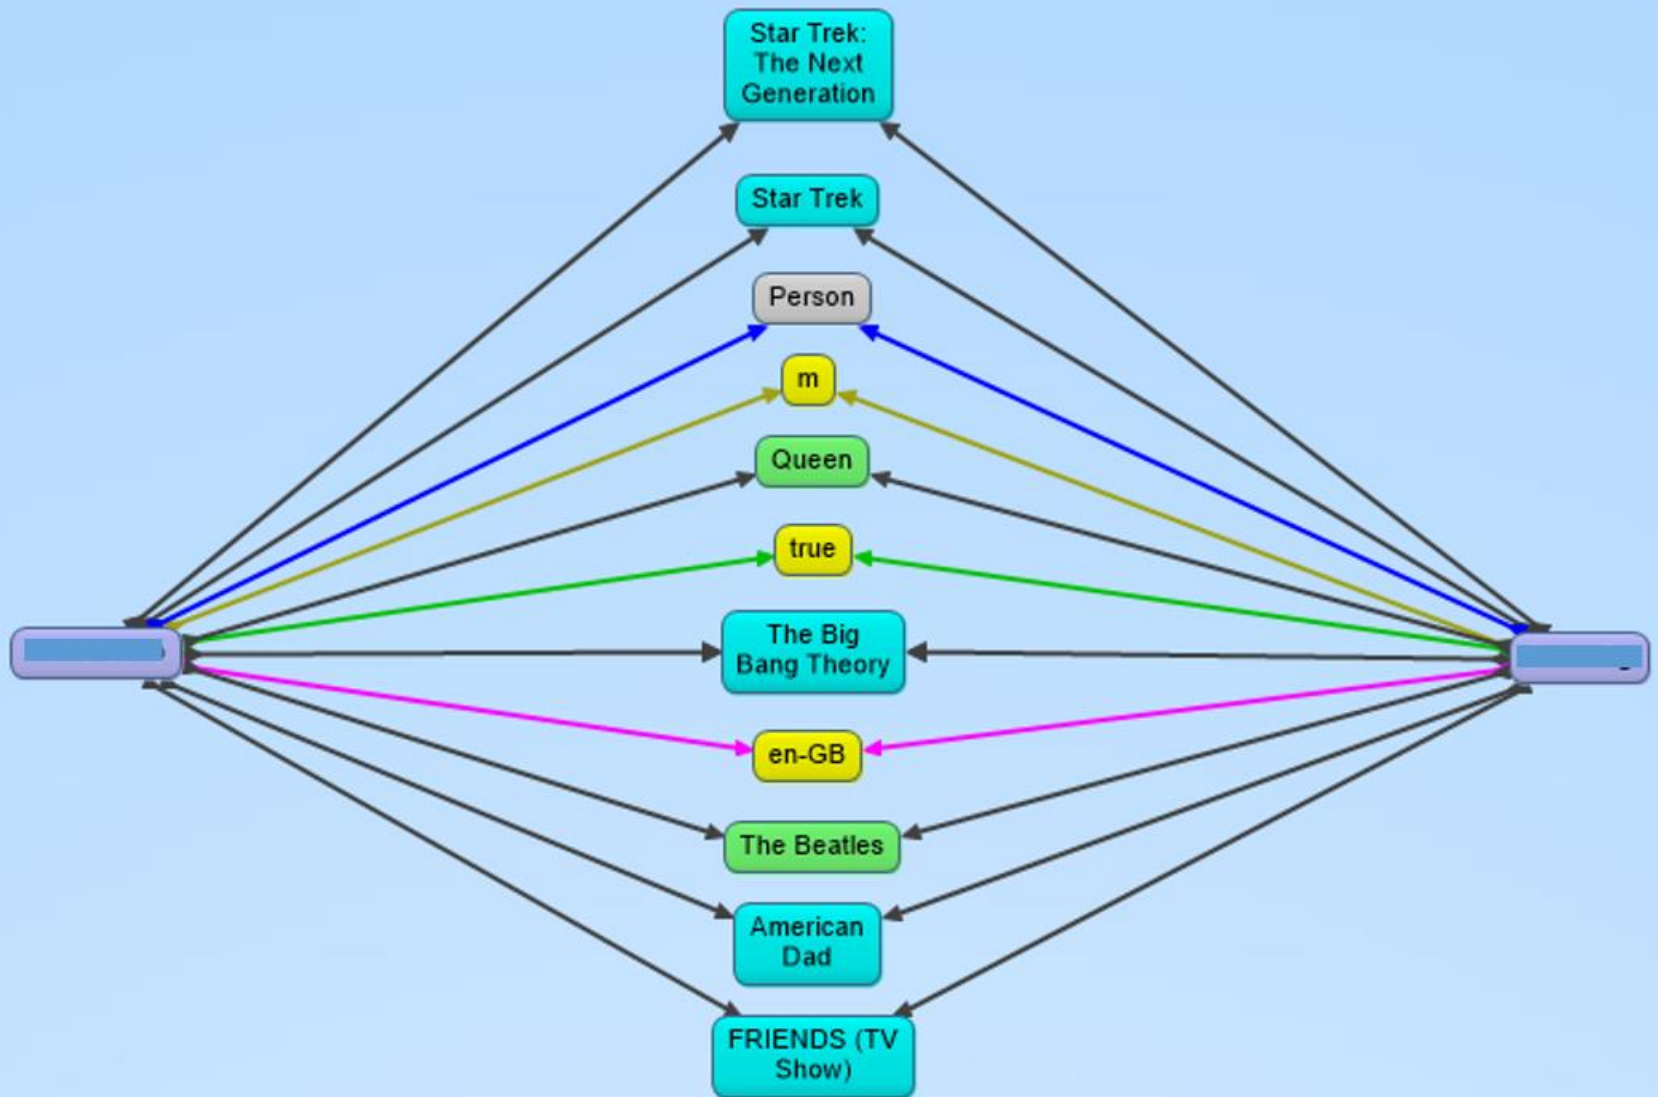 Star Trek:
The Next
Generation
Star Trek
Person
m
Queen
true
The Big
Bang Theory
en-GB
The Beatles
American
Dad
FRIENDS (TV
Show)